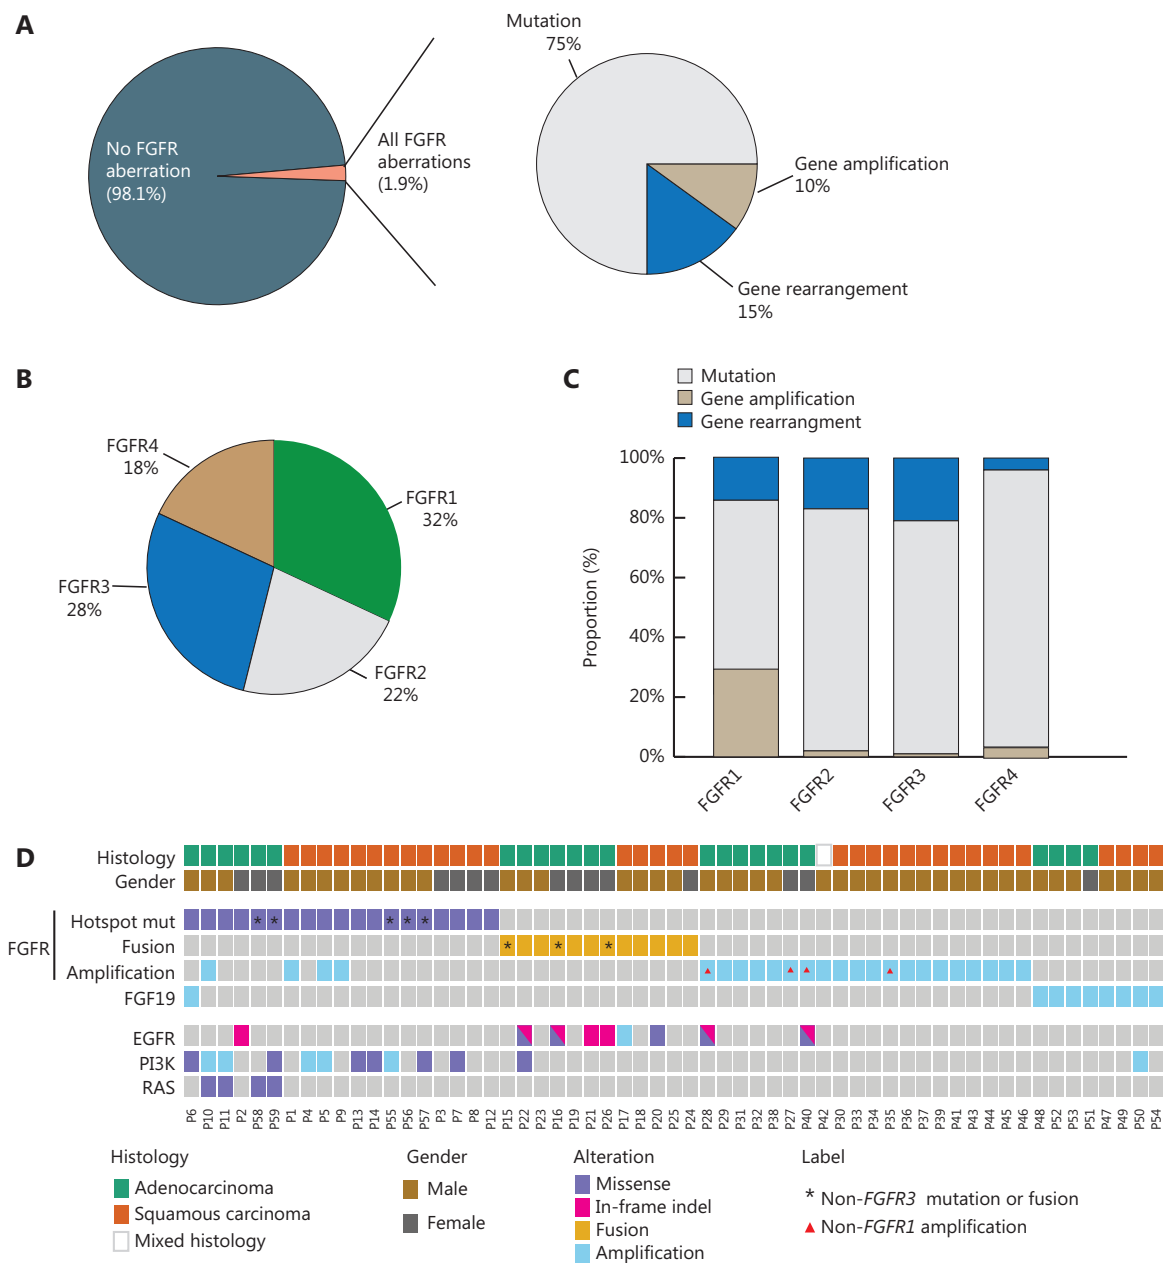 A
No FGFR
aberration
(98.1%)
All FGFR
aberrations
(1.9%)
Mutation
75%
Gene amplification
10%
Gene rearrangement
15%
B
FGFR4
18%
FGFR1
32%
FGFR3
28%
FGFR2
22%
C
Mutation
Gene amplification
Gene rearrangment
Proportion (%)
100%
80%
60%
40%
20%
0%
FGFR1
FGFR2
FGFR3
FGFR4
D
Histology
Gender
FGFR
Hotspot mut
* * * * *
Fusion
* * *
Amplification
FGF19
EGFR
PI3K
RAS
P6 P10 P11 P2 P58 P59 P1 P4 P5 P9 P13 P14 P55 P56 P57 P3 P7 P8 P12 P15 P22 P23 P16 P19 P21 P26 P17 P18 P20 P25 P24 P28 P29 P31 P32 P38 P27 P40 P42 P30 P33 P34 P35 P36 P37 P39 P41 P43 P44 P45 P46 P48 P52 P53 P51 P47 P49 P50 P54
Histology
Adenocarcinoma
Squamous carcinoma
Mixed histology
Gender
Male
Female
Alteration
Missense
In-frame indel
Fusion
Amplification
Label
* Non-FGFR3 mutation or fusion
▲ Non-FGFR1 amplification